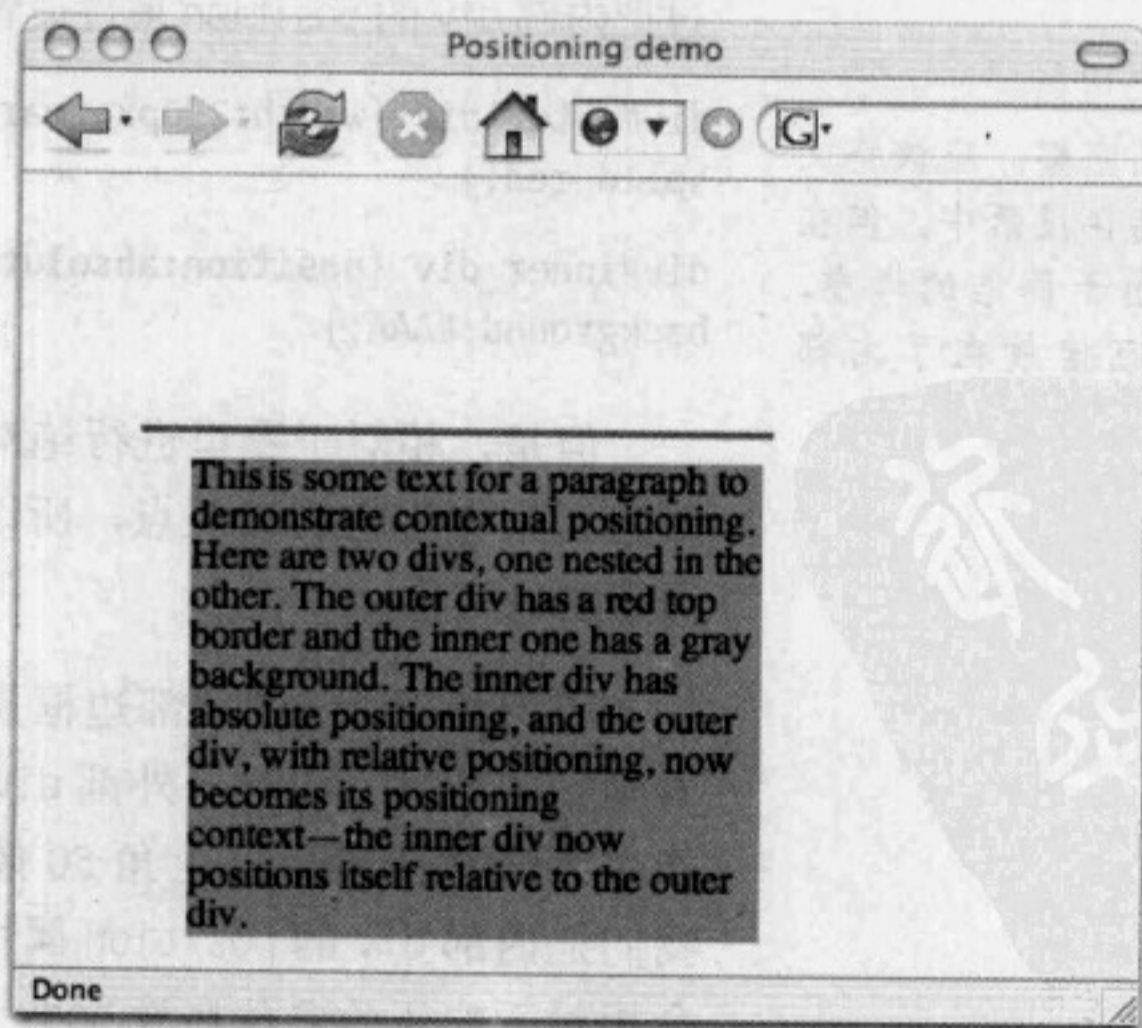 Positioning demo
G
This is some text for a paragraph to
demonstrate contextual positioning.
Here are two divs, one nested in the
other. The outer div has a red top
border and the inner one has a gray
background. The inner div has
absolute positioning, and the outer
div, with relative positioning, now
becomes its positioning
context—the inner div now
positions itself relative to the outer
div.
Done